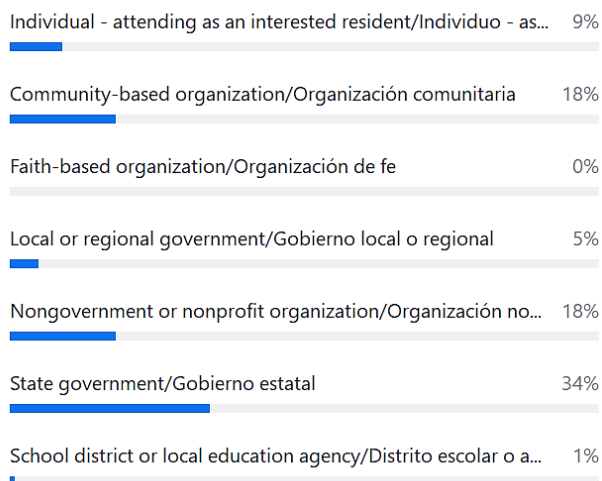 Individual - attending as an interested resident/Individuo - as... 9%
Community-based organization/Organización comunitaria 18%
Faith-based organization/Organización de fe 0%
Local or regional government/Gobierno local o regional 5%
Nongovernment or nonprofit organization/Organización no... 18%
State government/Gobierno estatal 34%
School district or local education agency/Distrito escolar o a... 1%